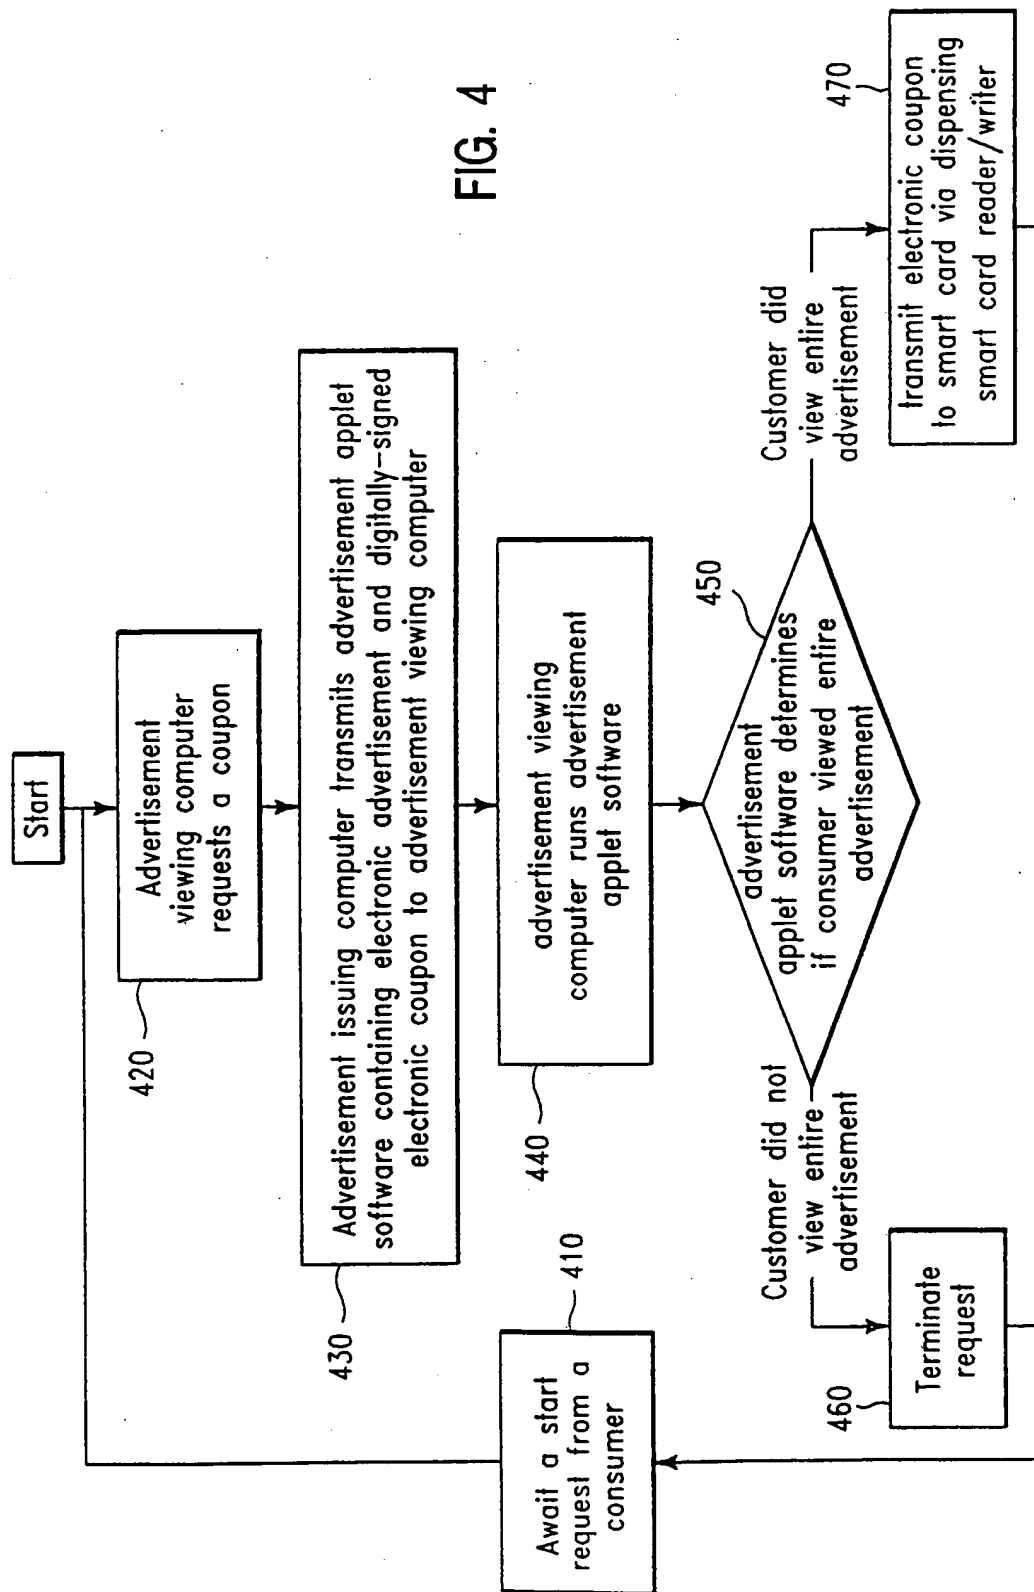 Start
Advertisement
viewing computer
requests a coupon
420
Advertisement issuing computer transmits advertisement applet
software containing electronic advertisement and digitally-signed
electronic coupon to advertisement viewing computer
430
advertisement viewing
computer runs advertisement
applet software
440
Await a start
request from a
consumer
410
advertisement
applet software determines
if consumer viewed entire
advertisement
450
Customer did not
view entire
advertisement
Terminate
request
460
Customer did
view entire
advertisement
transmit electronic coupon
to smart card via dispensing
smart card reader/writer
470
FIG. 4